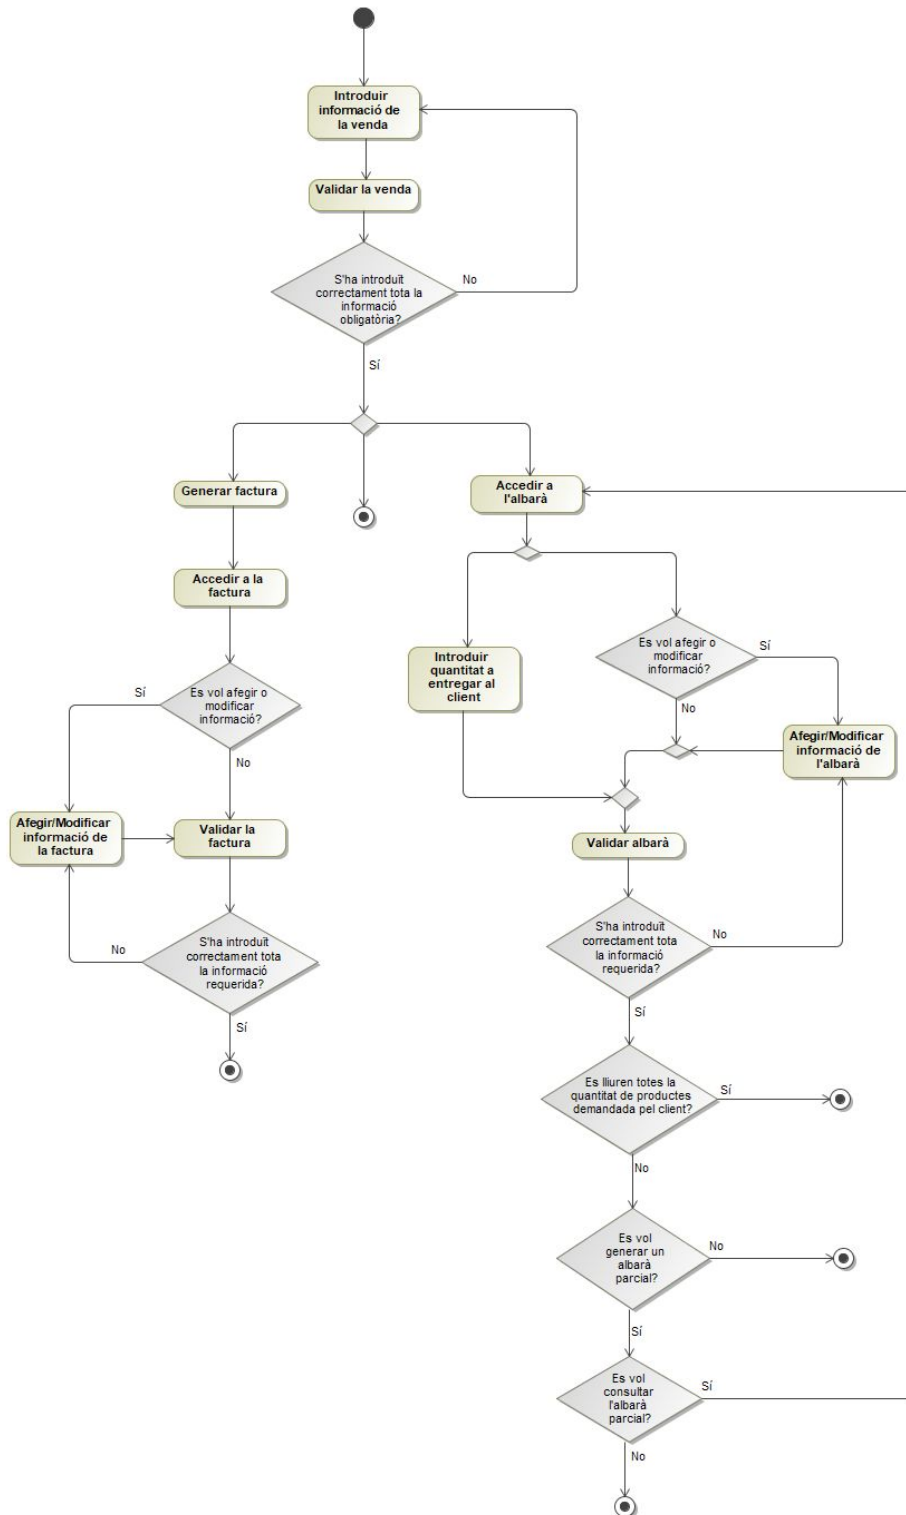 Introduir
informació de
la venda
Validar la venda
S'ha introduït
correctament tota la
informació
obligatòria?
No
Sí
Generar factura
Accedir a
l'albarà
Accedir a la
factura
Es vol afegir o
modificar
informació?
Sí
No
Introduir
quantitat a
entregar al
client
Es vol afegir o
modificar
informació?
Sí
No
Afegir/Modificar
informació de
l'albarà
Afegir/Modificar
informació de
la factura
Validar la
factura
Validar albarà
S'ha introduït
correctament tota
la informació
requerida?
No
Sí
S'ha introduït
correctament tota
la informació
requerida?
No
Sí
Es lliuren totes la
quantitat de productes
demandada pel client?
Sí
No
Es vol
generar un
albarà
parcial?
No
Sí
Es vol
consultar
l'albarà
parcial?
Sí
No